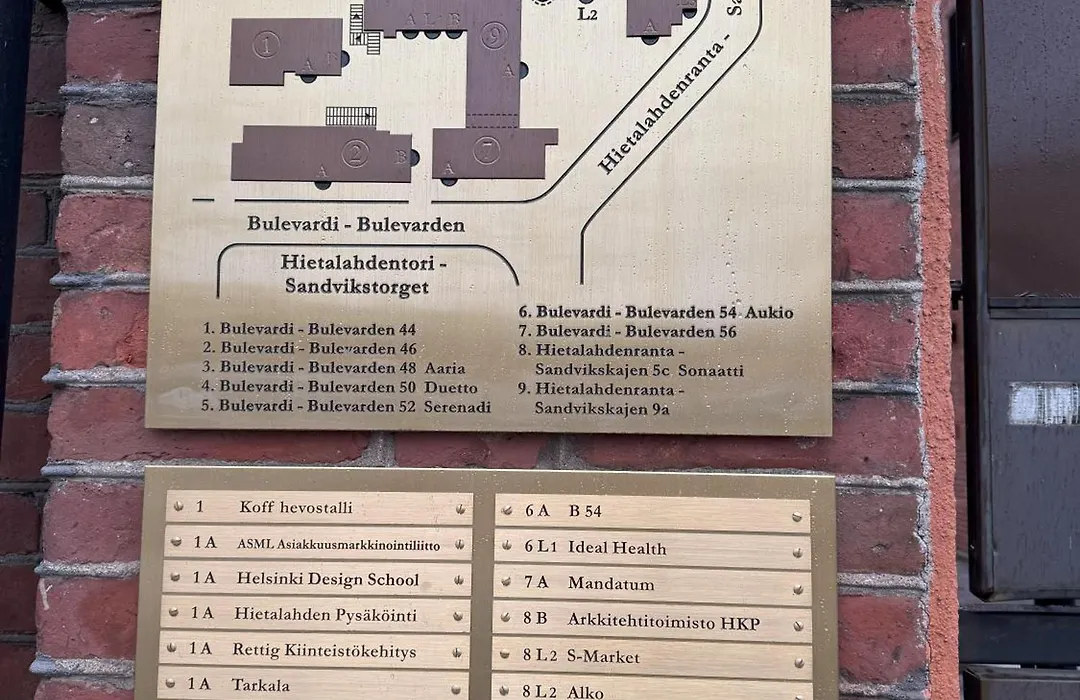 1
A
A L B
9
A
L2
A
Hietalahdenranta -
2
A
B
7
A
Bulevardi - Bulevarden
Hietalahdentori -
Sandvikstorget
1. Bulevardi - Bulevarden 44
2. Bulevardi - Bulevarden 46
3. Bulevardi - Bulevarden 48 Aaria
4. Bulevardi - Bulevarden 50 Duetto
5. Bulevardi - Bulevarden 52 Serenadi
6. Bulevardi - Bulevarden 54 Aukio
7. Bulevardi - Bulevarden 56
8. Hietalahdenranta -
Sandvikskajen 5c Sonaatti
9. Hietalahdenranta -
Sandvikskajen 9a
1 Koff hevostalli
1 A ASML Asiakkuusmarkkinointiliitto
1 A Helsinki Design School
1 A Hietalahden Pysäköinti
1 A Rettig Kiinteistökehitys
1 A Tarkala
6 A B 54
6 L1 Ideal Health
7 A Mandatum
8 B Arkkitehtitoimisto HKP
8 L2 S-Market
8 L2 Alko